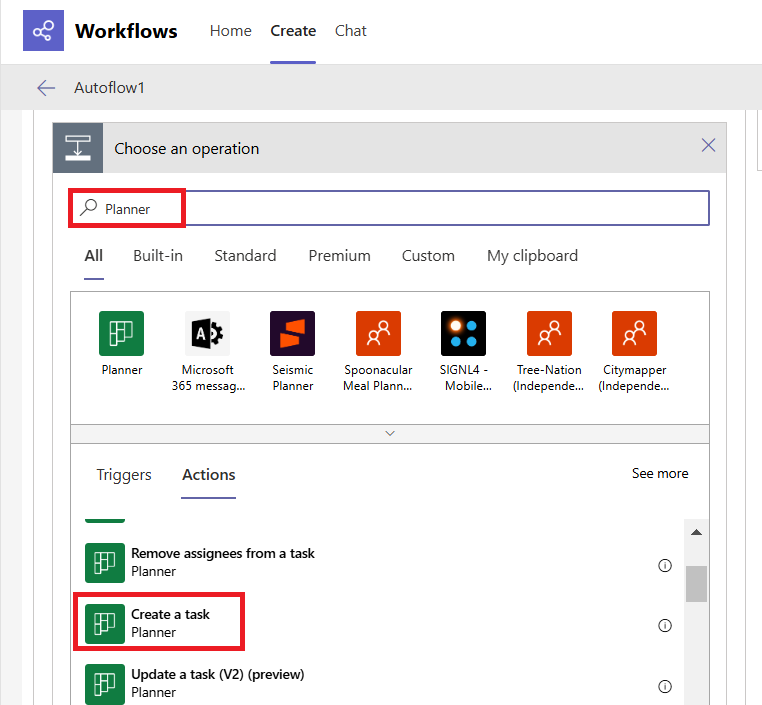 Workflows Home Create Chat
Autoflow1
Choose an operation
Planner
All Built-in Standard Premium Custom My clipboard
Planner
Microsoft
365 messag...
Seismic
Planner
Spoonacular
Meal Plann...
SIGNL4 -
Mobile...
Tree-Nation
(Independe...
Citymapper
(Independe...
Triggers Actions See more
Remove assignees from a task
Planner
Create a task
Planner
Update a task (V2) (preview)
Planner